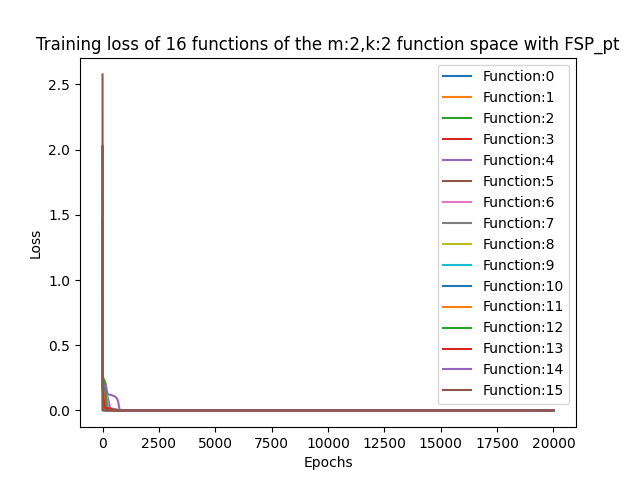 Training loss of 16 functions of the m:2,k:2 function space with FSP_pt
Loss
2.5
2.0
1.5
1.0
0.5
0.0
Function:0
Function:1
Function:2
Function:3
Function:4
Function:5
Function:6
Function:7
Function:8
Function:9
Function:10
Function:11
Function:12
Function:13
Function:14
Function:15
0 2500 5000 7500 10000 12500 15000 17500 20000
Epochs